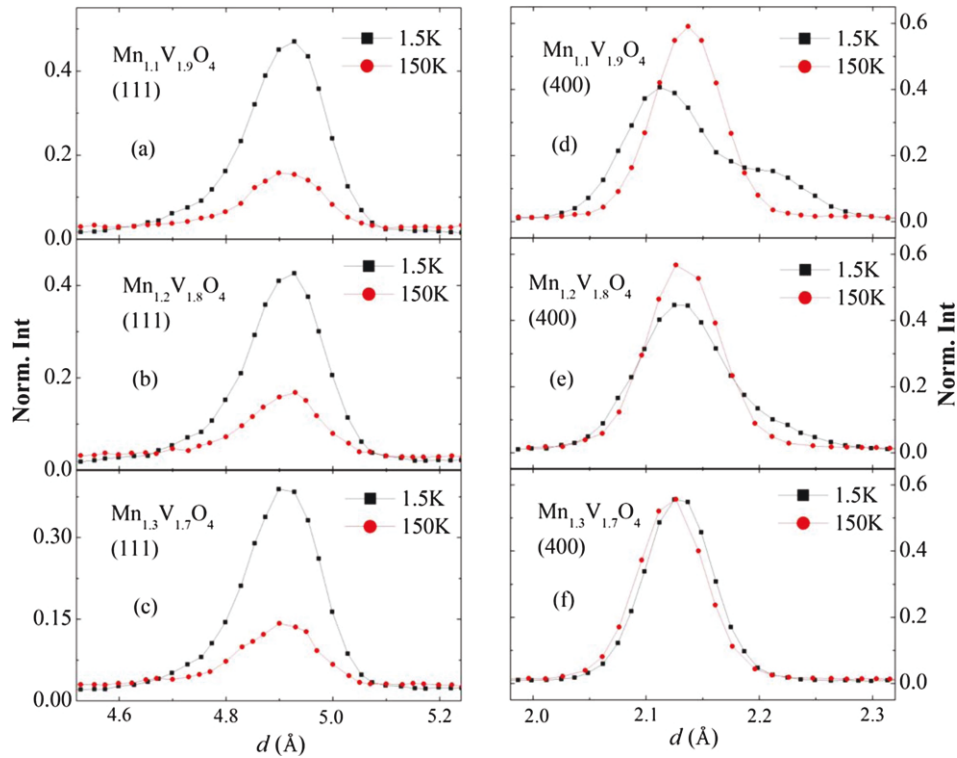 Mn1.1V1.9O4
(111)
(a)
1.5K
150K
0.4
0.2
0.0
Mn1.2V1.8O4
(111)
(b)
1.5K
150K
0.4
0.2
0.0
Mn1.3V1.7O4
(111)
(c)
1.5K
150K
0.30
0.15
0.00
4.6 4.8 5.0 5.2
d (Å)
Norm. Int
Mn1.1V1.9O4
(400)
(d)
1.5K
150K
0.6
0.4
0.2
0.0
Mn1.2V1.8O4
(400)
(e)
1.5K
150K
0.6
0.4
0.2
0.0
Mn1.3V1.7O4
(400)
(f)
1.5K
150K
0.6
0.4
0.2
0.0
2.0 2.1 2.2 2.3
d (Å)
Norm. Int